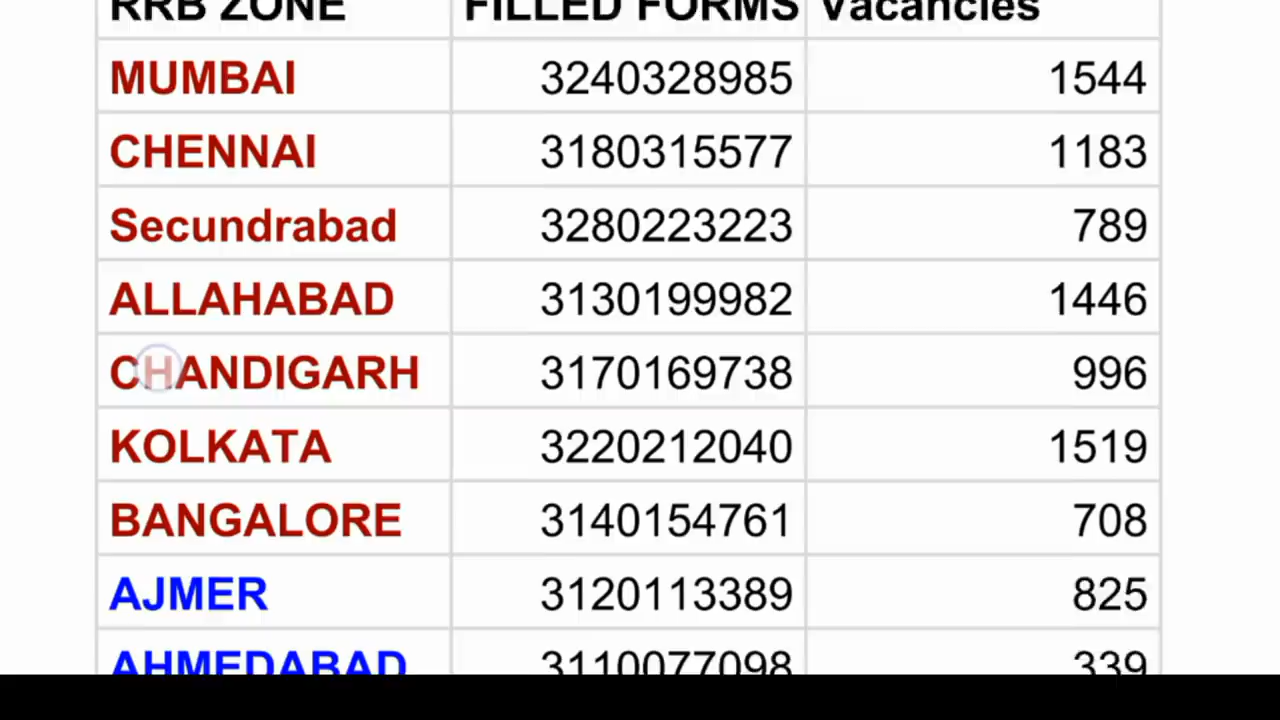 RRB ZONE FILLED FORMS Vacancies
MUMBAI 3240328985 1544
CHENNAI 3180315577 1183
Secundrabad 3280223223 789
ALLAHABAD 3130199982 1446
CHANDIGARH 3170169738 996
KOLKATA 3220212040 1519
BANGALORE 3140154761 708
AJMER 3120113389 825
AHMEDABAD 3110077098 339